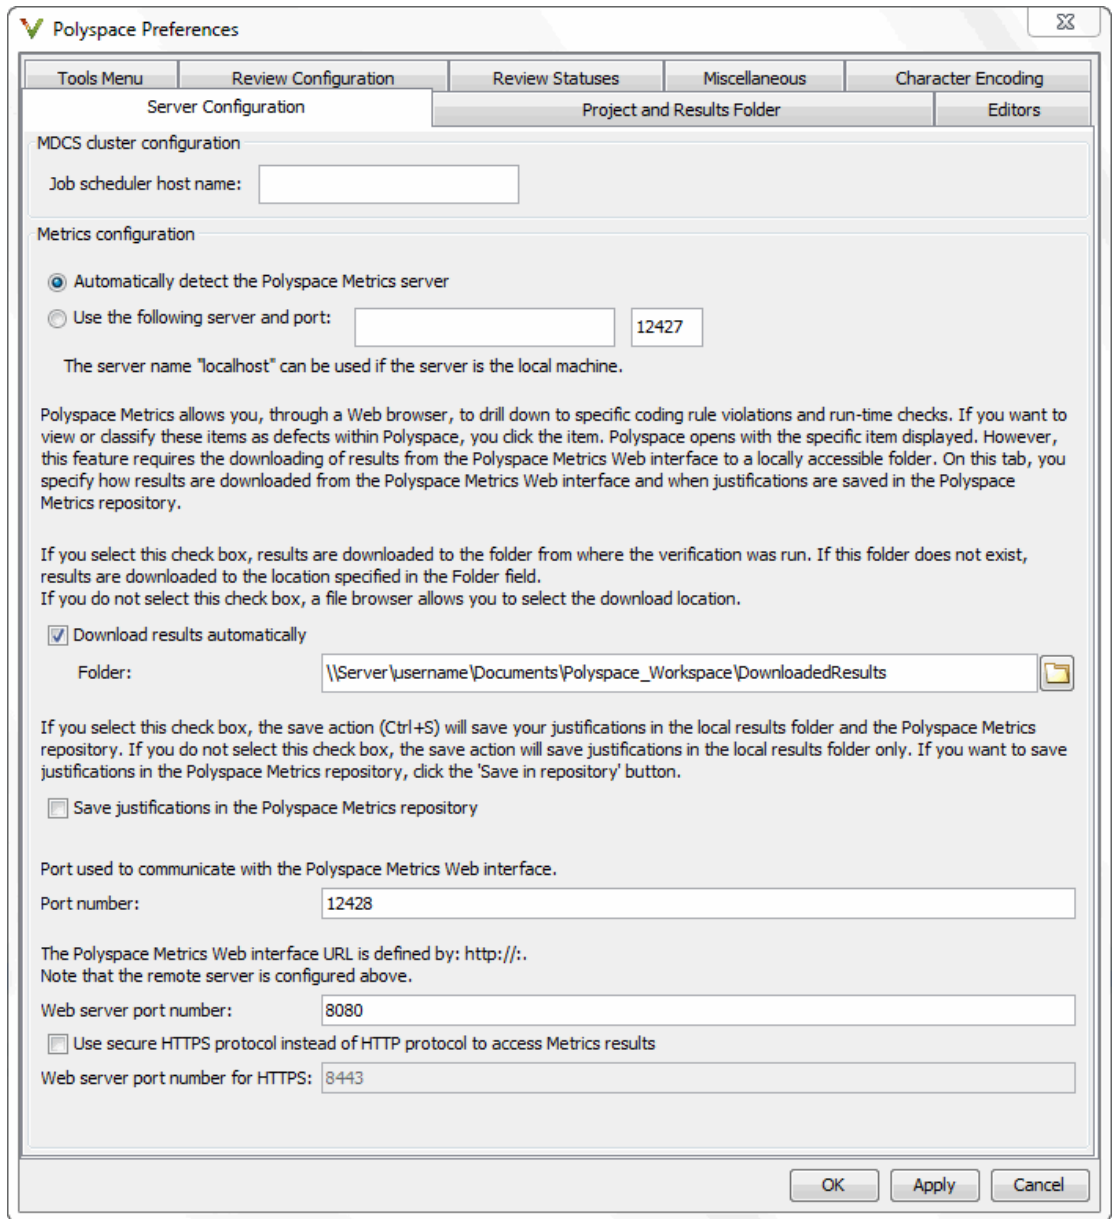 Polyspace Preferences
Tools Menu Review Configuration Review Statuses Miscellaneous Character Encoding
Server Configuration Project and Results Folder Editors
MDCS cluster configuration
Job scheduler host name:
Metrics configuration
Automatically detect the Polyspace Metrics server
Use the following server and port: 12427
The server name "localhost" can be used if the server is the local machine.
Polyspace Metrics allows you, through a Web browser, to drill down to specific coding rule violations and run-time checks. If you want to
view or classify these items as defects within Polyspace, you click the item. Polyspace opens with the specific item displayed. However,
this feature requires the downloading of results from the Polyspace Metrics Web interface to a locally accessible folder. On this tab, you
specify how results are downloaded from the Polyspace Metrics Web interface and when justifications are saved in the Polyspace
Metrics repository.
If you select this check box, results are downloaded to the folder from where the verification was run. If this folder does not exist,
results are downloaded to the location specified in the Folder field.
If you do not select this check box, a file browser allows you to select the download location.
Download results automatically
Folder: \\Server\username\Documents\Polyspace_Workspace\DownloadedResults
If you select this check box, the save action (Ctrl+S) will save your justifications in the local results folder and the Polyspace Metrics
repository. If you do not select this check box, the save action will save justifications in the local results folder only. If you want to save
justifications in the Polyspace Metrics repository, click the 'Save in repository' button.
Save justifications in the Polyspace Metrics repository
Port used to communicate with the Polyspace Metrics Web interface.
Port number: 12428
The Polyspace Metrics Web interface URL is defined by: http://:.
Note that the remote server is configured above.
Web server port number: 8080
Use secure HTTPS protocol instead of HTTP protocol to access Metrics results
Web server port number for HTTPS: 8443
OK Apply Cancel